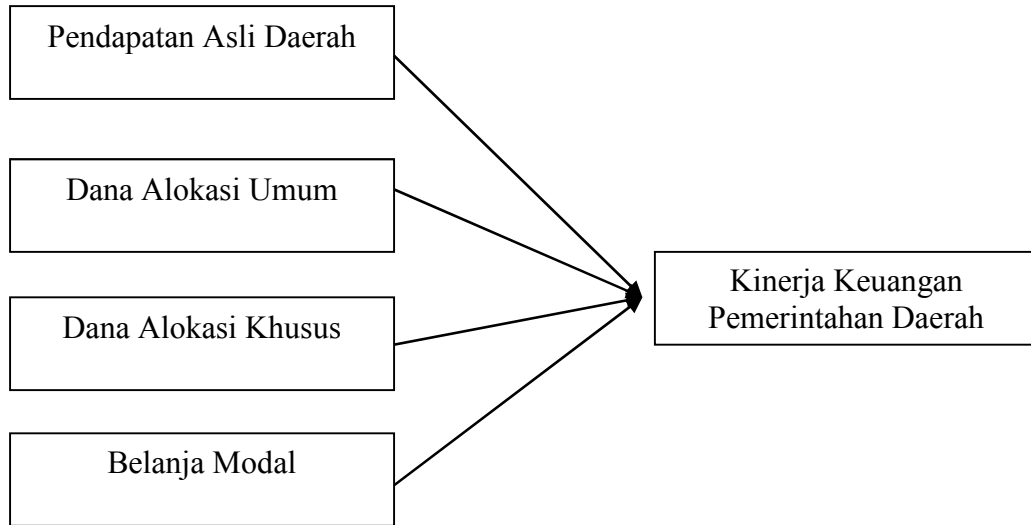 Pendapatan Asli Daerah
Dana Alokasi Umum
Dana Alokasi Khusus
Belanja Modal
Kinerja Keuangan
Pemerintahan Daerah